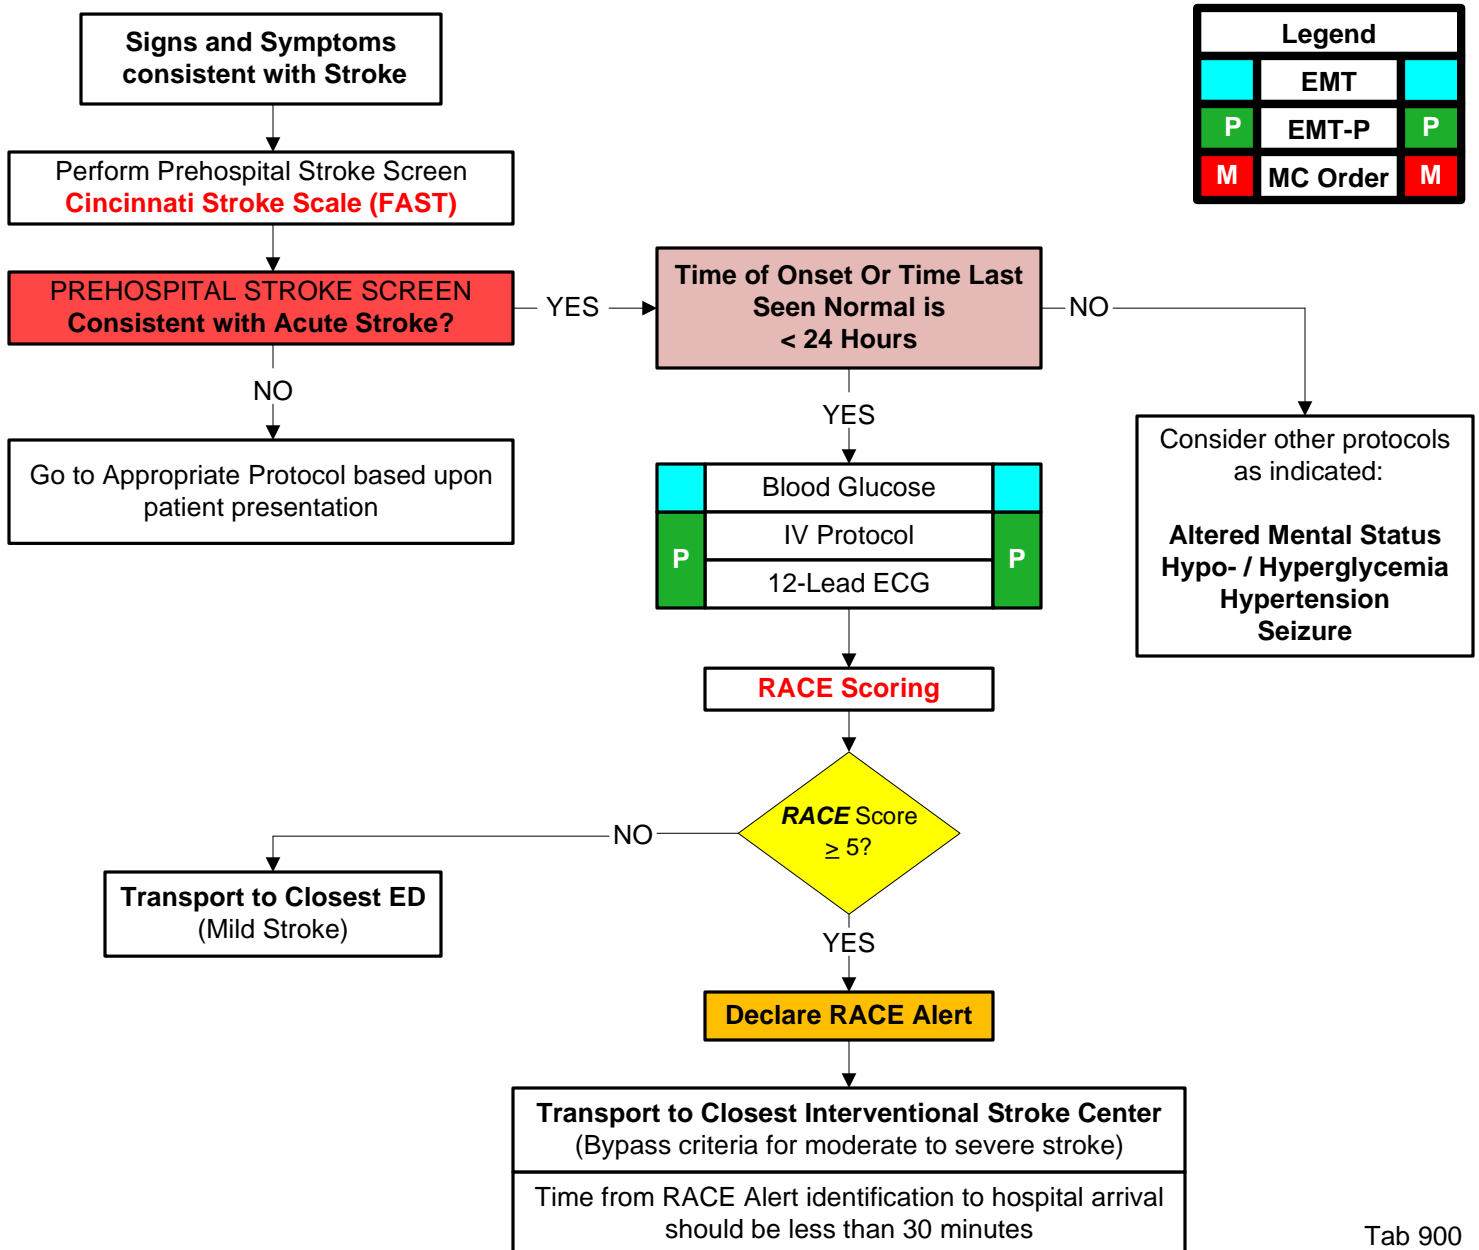 Signs and Symptoms
consistent with Stroke
Legend
EMT
P EMT-P P
M MC Order M
Perform Prehospital Stroke Screen
Cincinnati Stroke Scale (FAST)
PREHOSPITAL STROKE SCREEN
Consistent with Acute Stroke?
YES
Time of Onset Or Time Last
Seen Normal is
< 24 Hours
NO
NO
YES
Go to Appropriate Protocol based upon
patient presentation
Consider other protocols
as indicated:
Altered Mental Status
Hypo- / Hyperglycemia
Hypertension
Seizure
Blood Glucose
P
IV Protocol
12-Lead ECG
P
RACE Scoring
RACE Score
≥ 5?
NO
Transport to Closest ED
(Mild Stroke)
YES
Declare RACE Alert
Transport to Closest Interventional Stroke Center
(Bypass criteria for moderate to severe stroke)
Time from RACE Alert identification to hospital arrival
should be less than 30 minutes
Tab 900